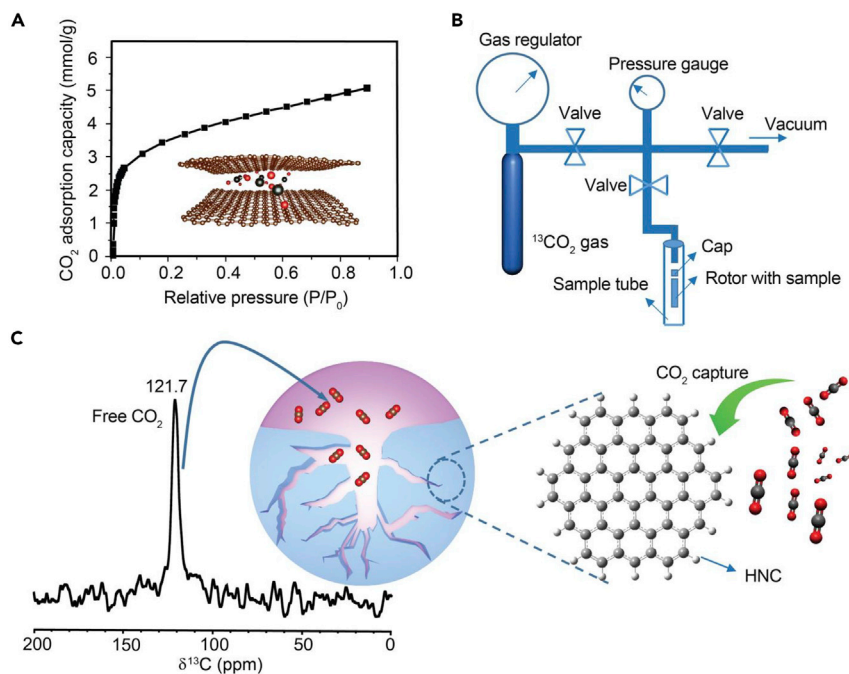 A
CO2 adsorption capacity (mmol/g)
6
5
4
3
2
1
0
0.0 0.2 0.4 0.6 0.8 1.0
Relative pressure (P/P0)
B
Gas regulator
Pressure gauge
Valve
Valve
Vacuum
Valve
13CO2 gas
Cap
Rotor with sample
Sample tube
C
121.7
Free CO2
200 150 100 50 0
δ13C (ppm)
CO2 capture
HNC